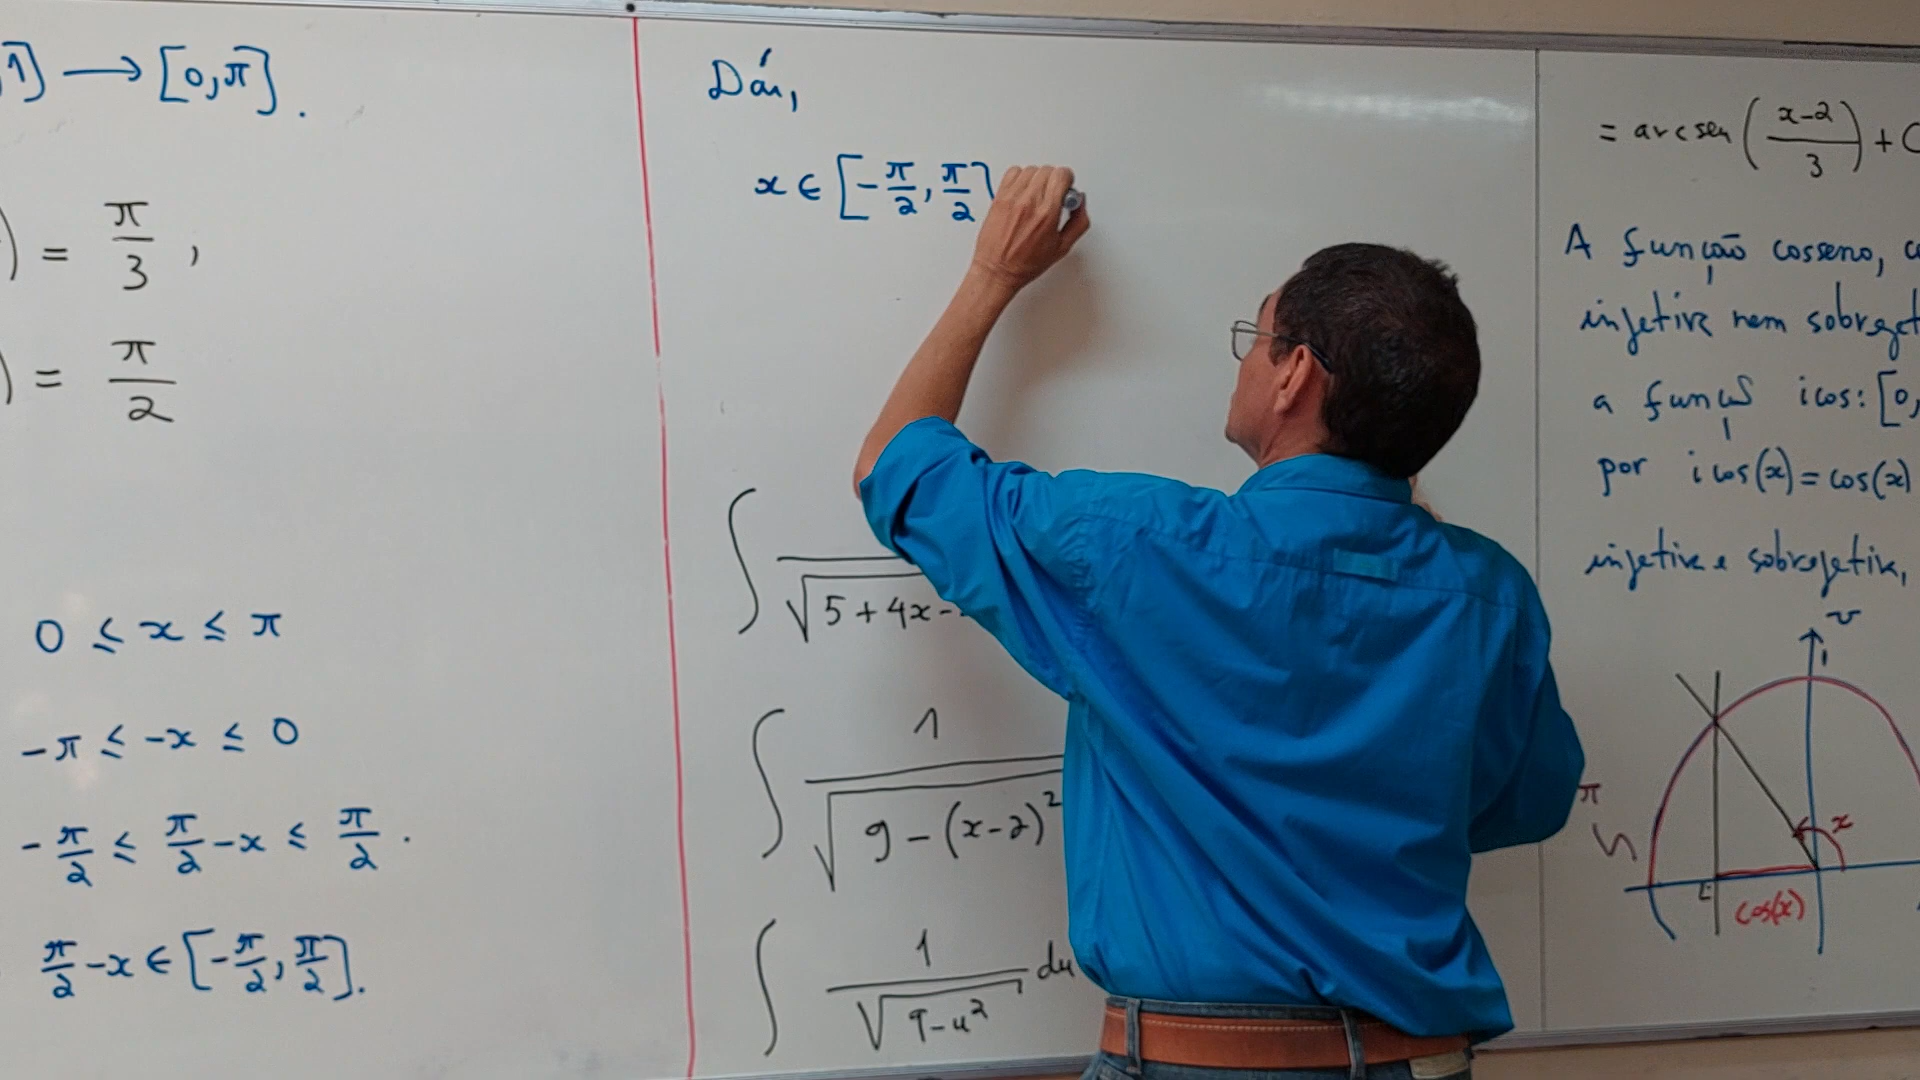 1] → [0,π].
) = π/3 ,
) = π/2
0 ≤ x ≤ π
-π ≤ -x ≤ 0
-π/2 ≤ π/2 - x ≤ π/2 .
π/2 - x ∈ [-π/2, π/2].
Dáí,
x ∈ [-π/2, π/2]
∫ √5+4x-
∫ 1/√9-(x-2)²
∫ 1/√9-u² du
= arcsen((x-2)/3) + C
A função cosseno,
injetiva nem sobrejet
a função icos: [0,
por icos(x) = cos(x)
injetiva e sobrejetiva,
v
1
π
x
cos(x)